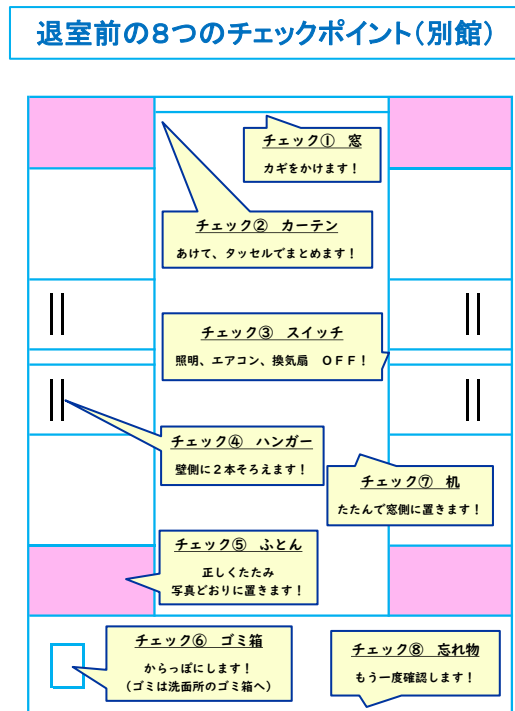 退室前の８つのチェックポイント（別館）
チェック① 窓
カギをかけます！
チェック② カーテン
あけて、タッセルでまとめます！
チェック③ スイッチ
照明、エアコン、換気扇 ＯＦＦ！
チェック④ ハンガー
壁側に２本そろえます！
チェック⑦ 机
たたんで窓側に置きます！
チェック⑤ ふとん
正しくたたみ
写真どおりに置きます！
チェック⑥ ゴミ箱
からっぽにします！
（ゴミは洗面所のゴミ箱へ）
チェック⑧ 忘れ物
もう一度確認します！